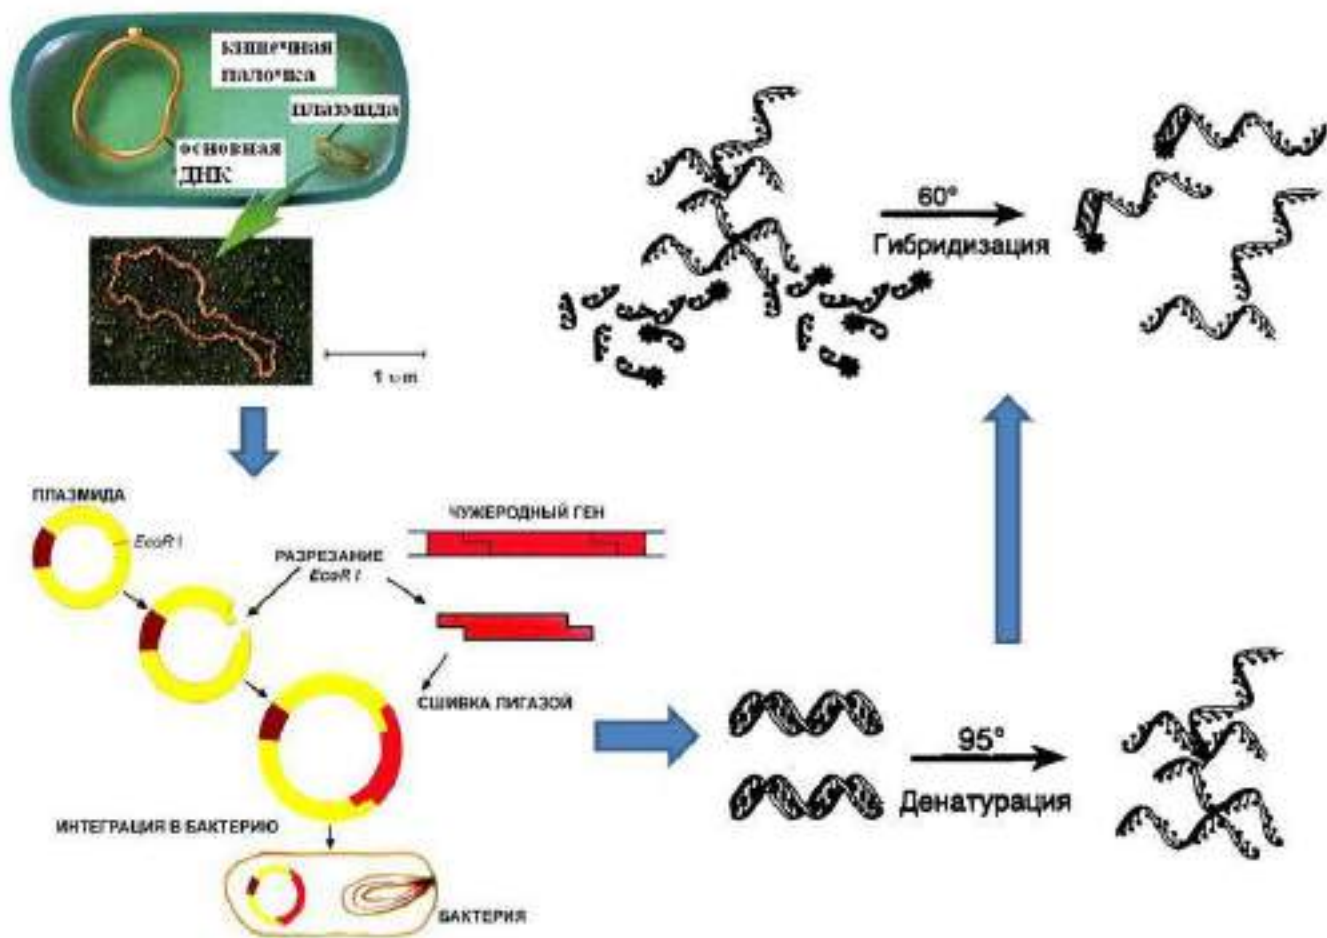 кишечная
палочка
плазмида
основная
ДНК
1 υm
60°
Гибридизация
ПЛАЗМИДА
EcoR I
ЧУЖЕРОДНЫЙ ГЕН
РАЗРЕЗАНИЕ
EcoR I
СШИВКА ЛИГАЗОЙ
95°
Денатурация
ИНТЕГРАЦИЯ В БАКТЕРИЮ
БАКТЕРИЯ